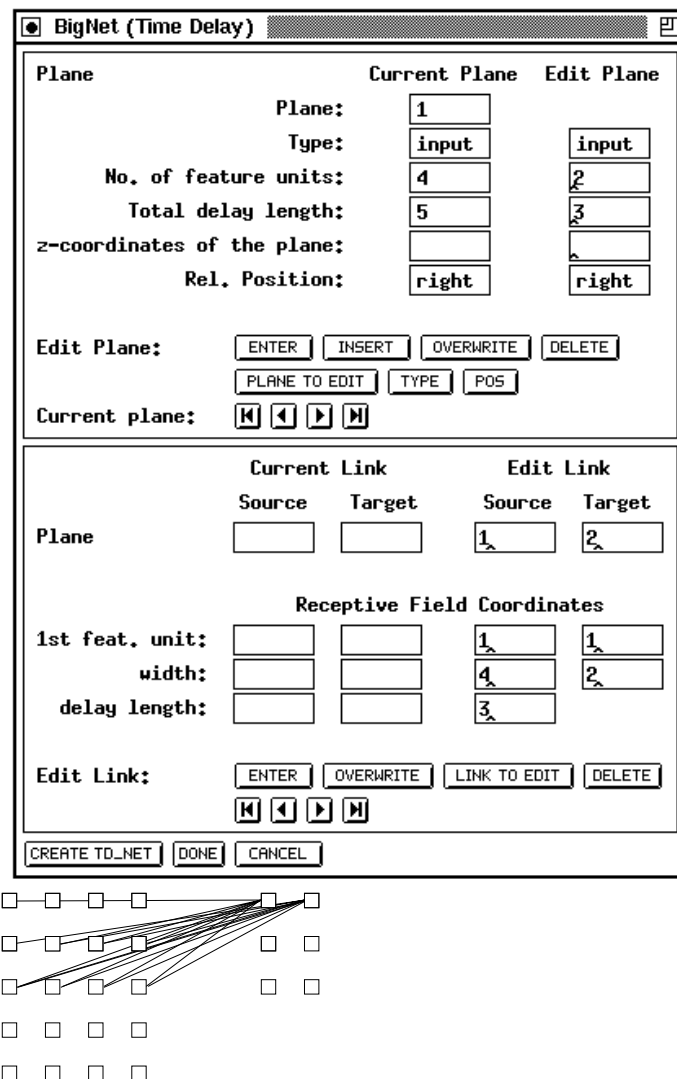 BigNet (Time Delay)
Plane Current Plane Edit Plane
Plane: 1
Type: input input
No. of feature units: 4 2
Total delay length: 5 3
z-coordinates of the plane:
Rel. Position: right right
Edit Plane: ENTER INSERT OVERWRITE DELETE
PLANE TO EDIT TYPE POS
Current plane:
Current Link Edit Link
Source Target Source Target
Plane 1 2
Receptive Field Coordinates
1st feat. unit: 1 1
width: 4 2
delay length: 3
Edit Link: ENTER OVERWRITE LINK TO EDIT DELETE
CREATE TD_NET DONE CANCEL